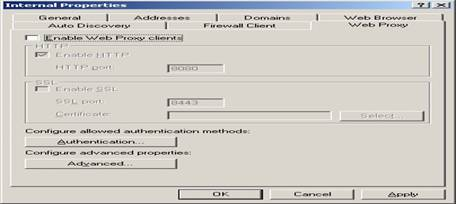 Internal Properties
General
Addresses
Domains
Web Browser
Auto Discovery
Firewall Client
Web Proxy
Enable Web Proxy clients
HTTP
Enable HTTP
HTTP port:
8080
SSL
Enable SSL
SSL port:
8443
Certificate:
Select...
Configure allowed authentication methods:
Authentication...
Configure advanced properties:
Advanced...
OK
Cancel
Apply